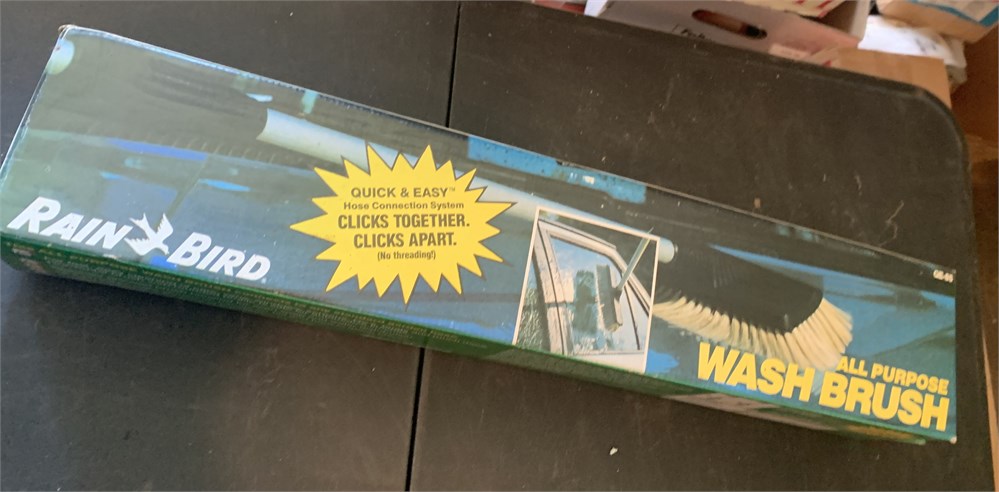 RAIN BIRD
QUICK & EASY™
Hose Connection System
CLICKS TOGETHER.
CLICKS APART.
(No threading!)
ALL PURPOSE
WASH BRUSH